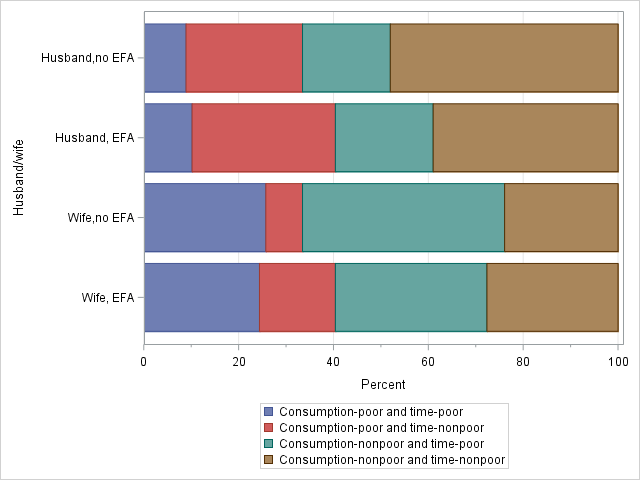 Husband/wife
Husband,no EFA
Husband, EFA
Wife,no EFA
Wife, EFA
0 20 40 60 80 100
Percent
Consumption-poor and time-poor
Consumption-poor and time-nonpoor
Consumption-nonpoor and time-poor
Consumption-nonpoor and time-nonpoor